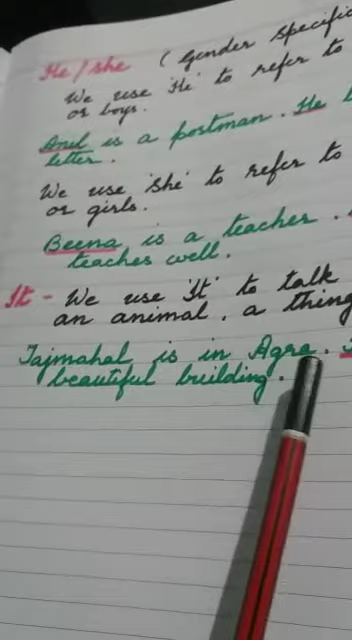 He / she (Gender specific
We use 'He' to refer to
or boys.
Anil is a postman. He
letter.
We use 'she' to refer to
or girls.
Beena is a teacher.
teaches well.
It - We use 'It' to talk
an animal, a thing
Tajmahal is in Agra.
beautiful building.